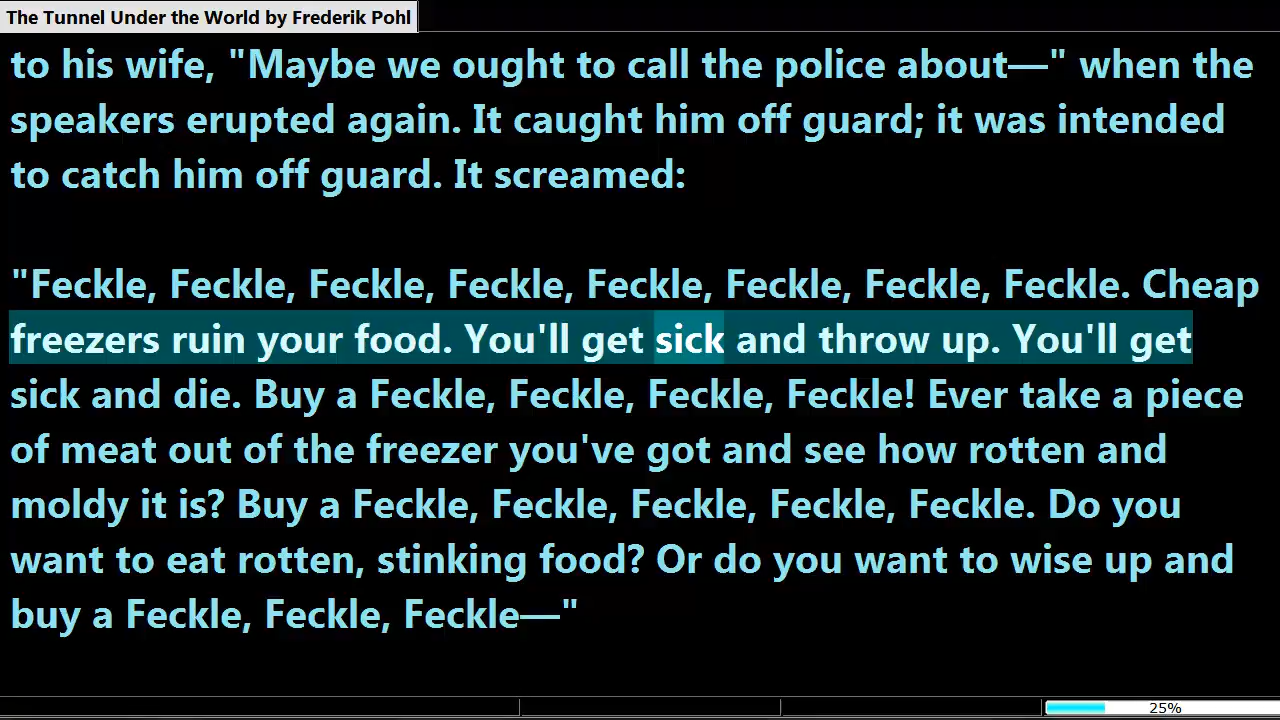 The Tunnel Under the World by Frederik Pohl
to his wife, "Maybe we ought to call the police about—" when the
speakers erupted again. It caught him off guard; it was intended
to catch him off guard. It screamed:
"Feckle, Feckle, Feckle, Feckle, Feckle, Feckle, Feckle, Feckle. Cheap
freezers ruin your food. You'll get sick and throw up. You'll get
sick and die. Buy a Feckle, Feckle, Feckle, Feckle! Ever take a piece
of meat out of the freezer you've got and see how rotten and
moldy it is? Buy a Feckle, Feckle, Feckle, Feckle, Feckle. Do you
want to eat rotten, stinking food? Or do you want to wise up and
buy a Feckle, Feckle, Feckle—"
25%